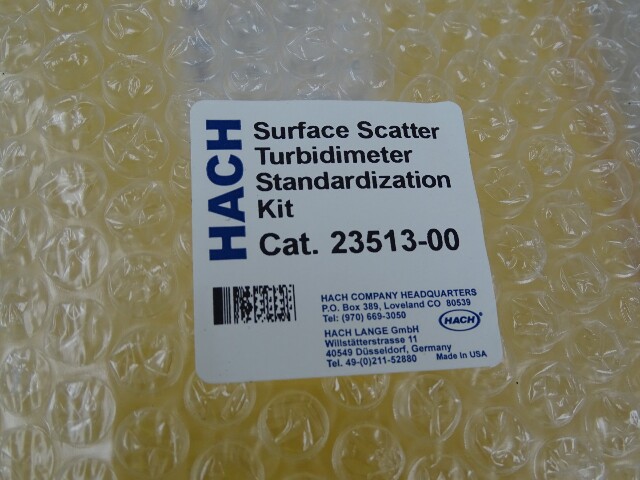 HACH
Surface Scatter
Turbidimeter
Standardization
Kit
Cat. 23513-00
HACH COMPANY HEADQUARTERS
P.O. Box 389, Loveland CO 80539
Tel: (970) 669-3050
HACH
HACH LANGE GmbH
Willstätterstrasse 11
40549 Düsseldorf, Germany
Tel. 49-(0)211-52880
Made In USA